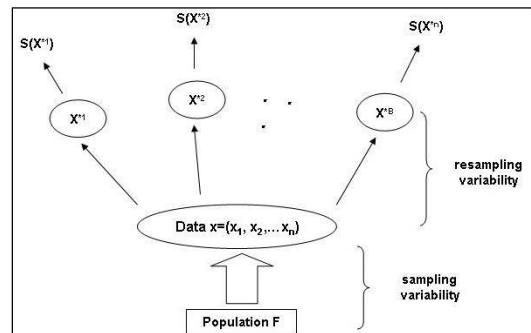 S(X*1)
S(X*2)
S(X*n)
X*1
X*2
. . .
X*B
resampling
variability
Data x=(x1, x2,... xn)
sampling
variability
Population F